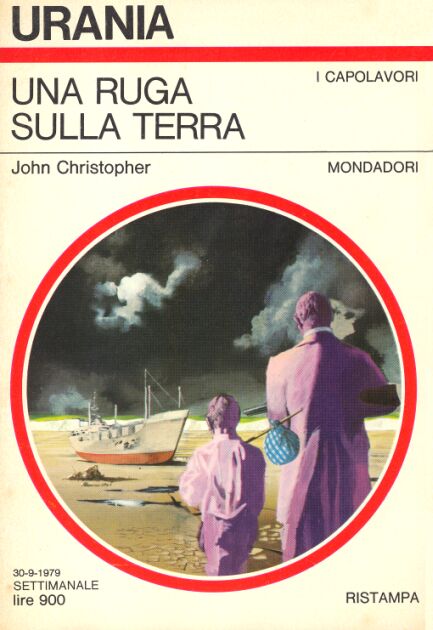 URANIA
UNA RUGA
SULLA TERRA
I CAPOLAVORI
John Christopher
MONDADORI
30-9-1979
SETTIMANALE
lire 900
RISTAMPA